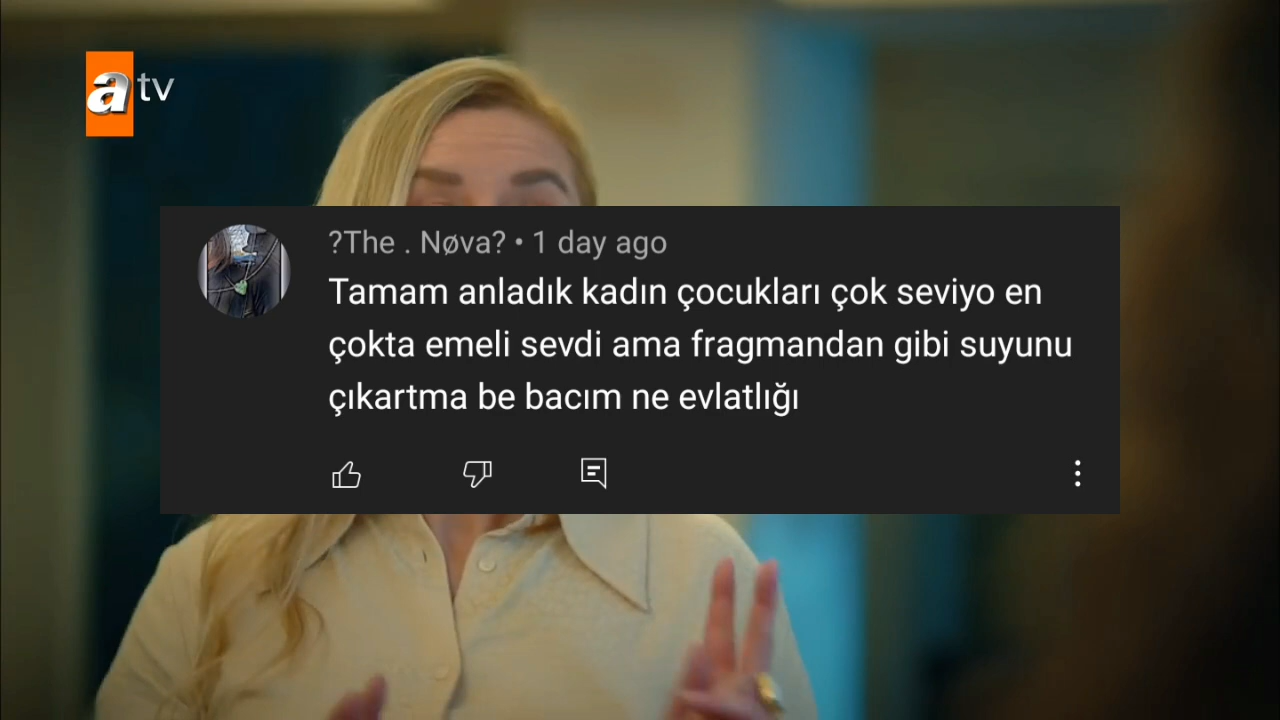 atv
?The . Nøva? • 1 day ago
Tamam anladık kadın çocukları çok seviyo en
çokta emeli sevdi ama fragmandan gibi suyunu
çıkartma be bacım ne evlatlığı